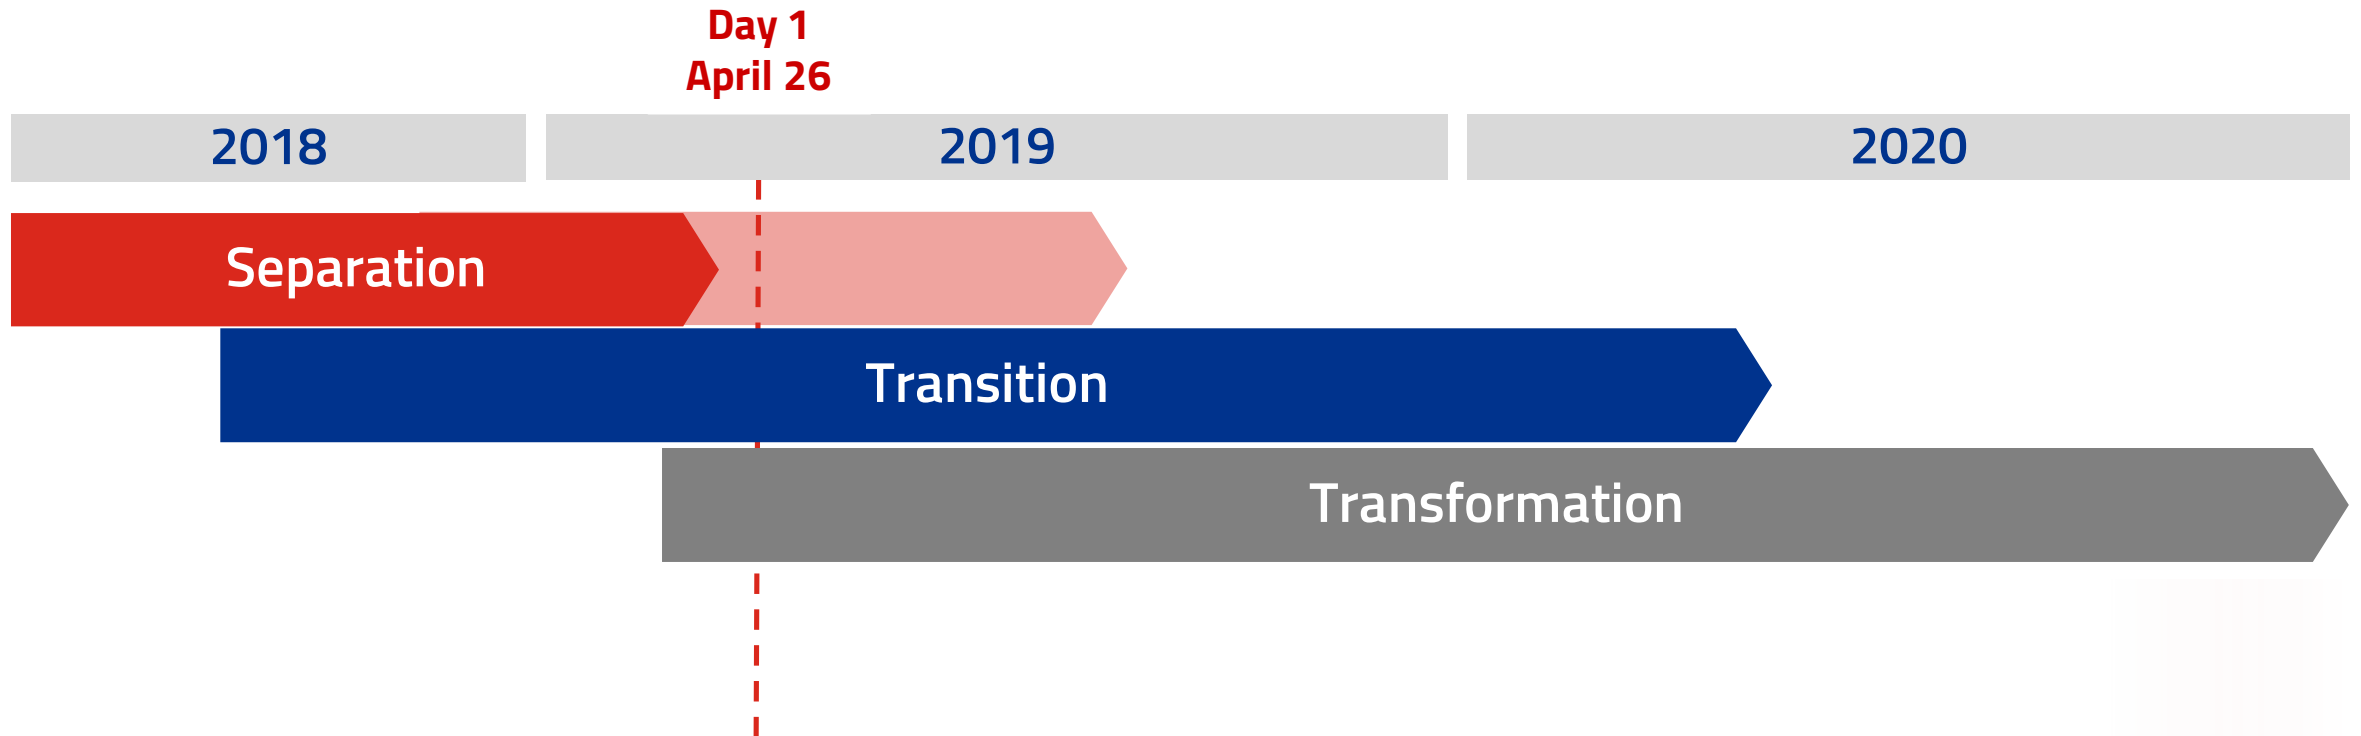 Day 1
April 26
2018
2019
2020
Separation
Transition
Transformation